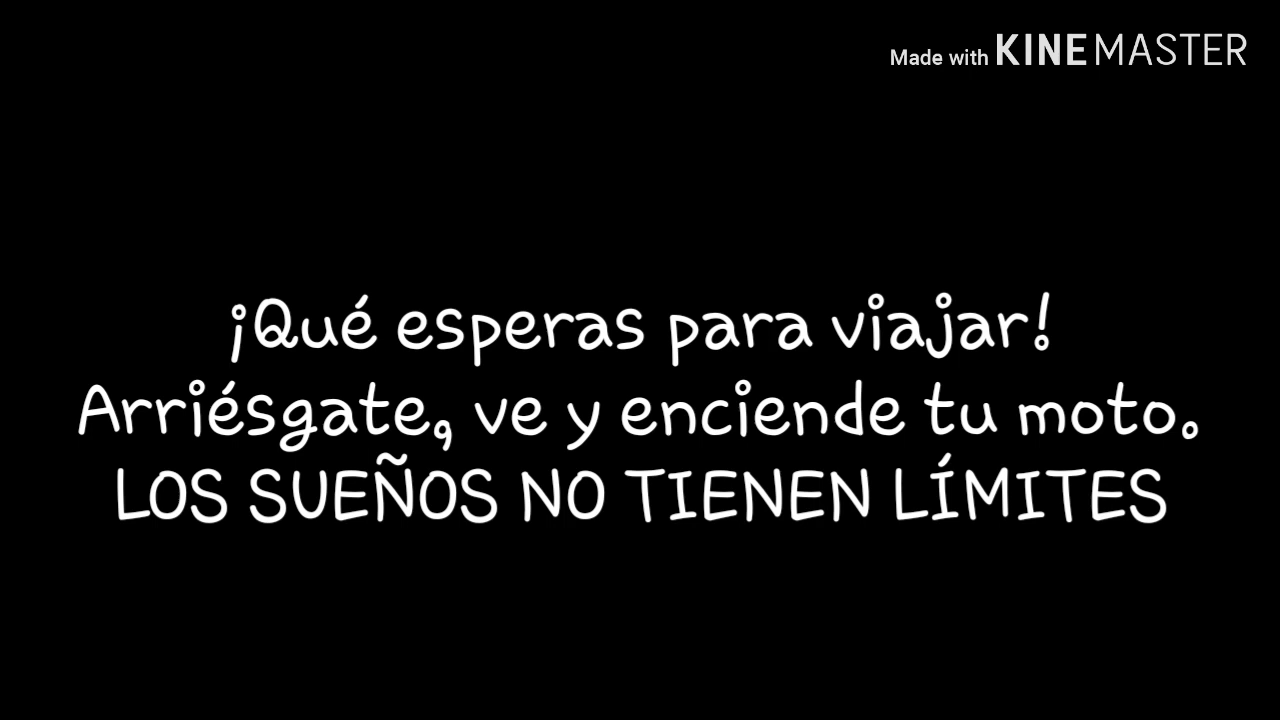 Made with KINEMASTER
¡Qué esperas para viajar!
Arriésgate, ve y enciende tu moto.
LOS SUEÑOS NO TIENEN LÍMITES